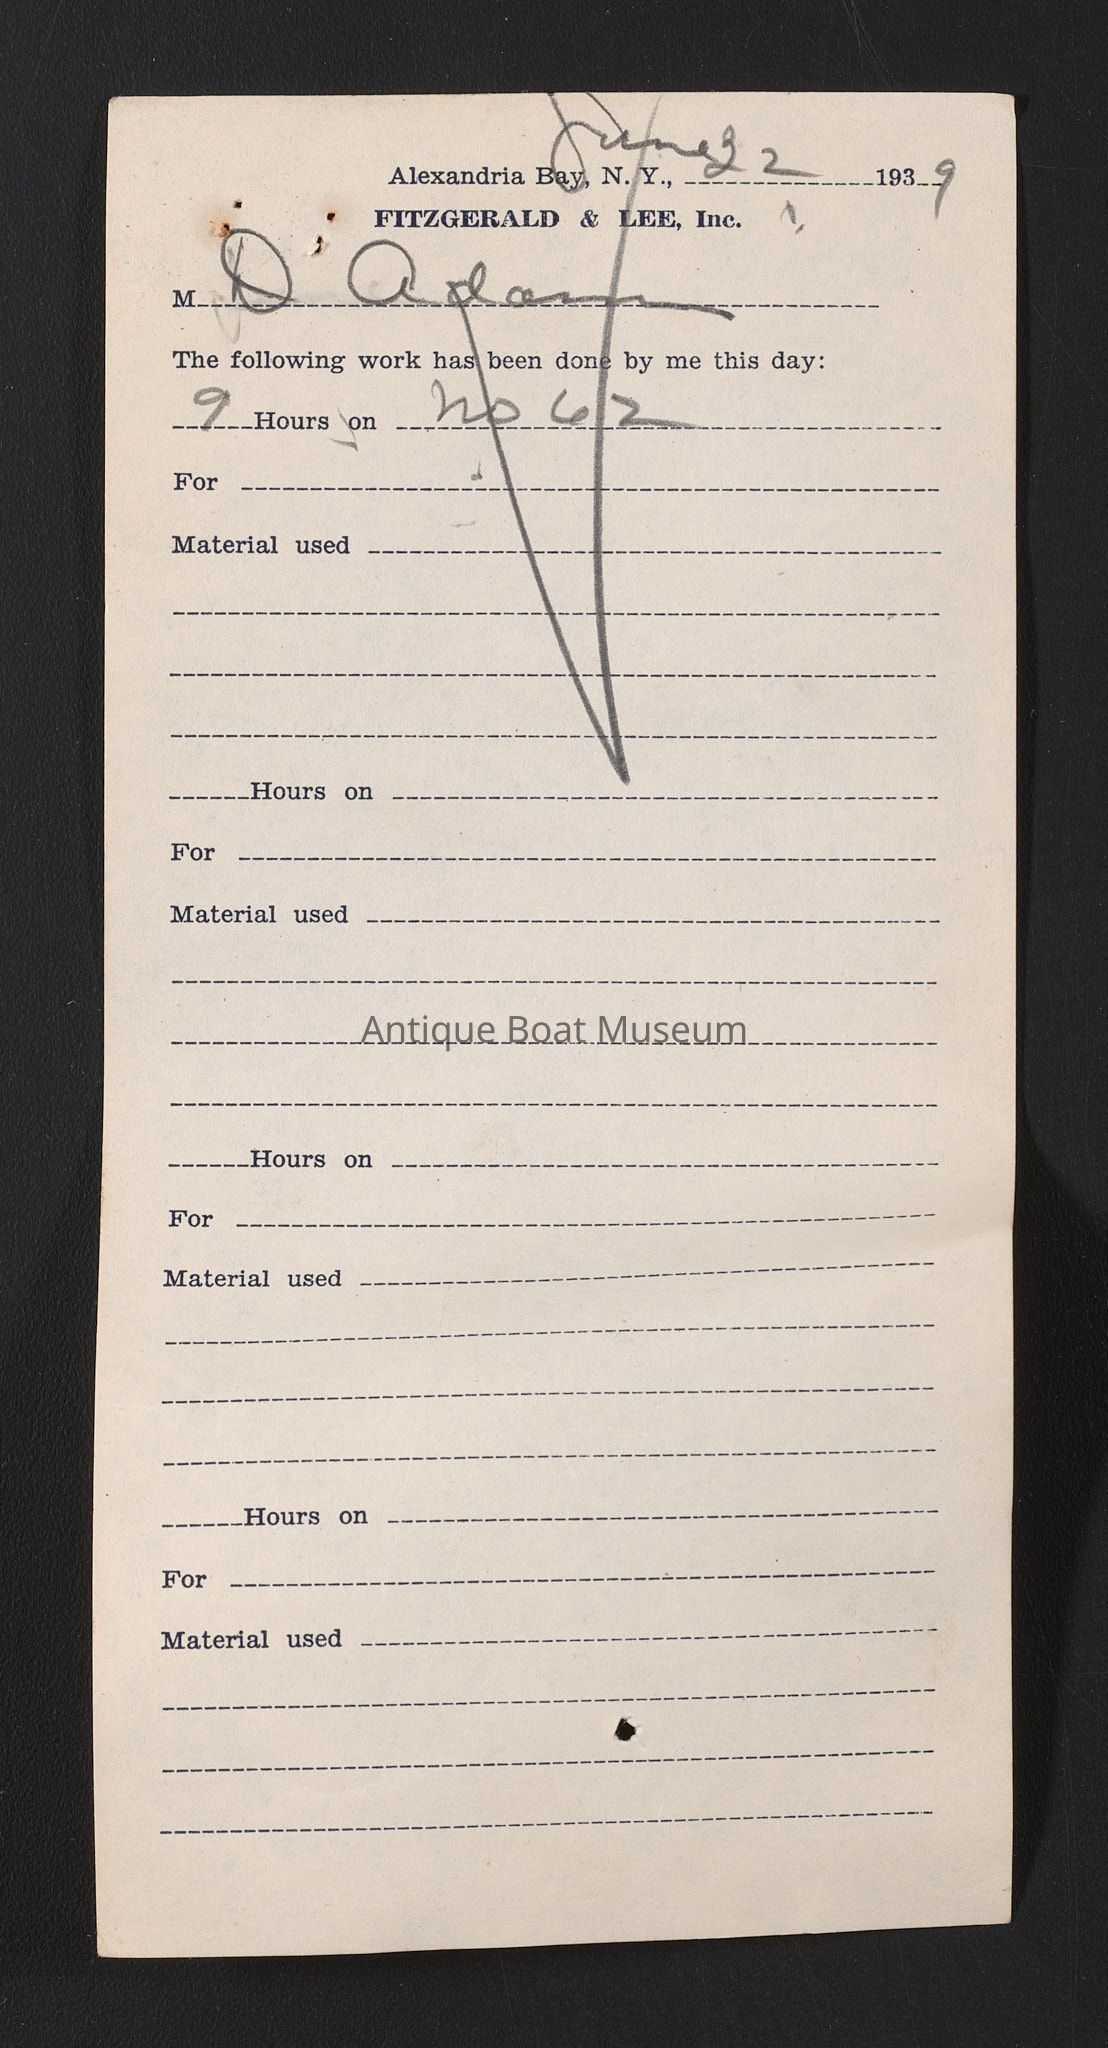 June 22
Alexandria Bay, N. Y., 1939
FITZGERALD & LEE, Inc.
M D Adams
The following work has been done by me this day:
9 Hours on no 62
For
Material used
Hours on
For
Material used
Antique Boat Museum
Hours on
For
Material used
Hours on
For
Material used